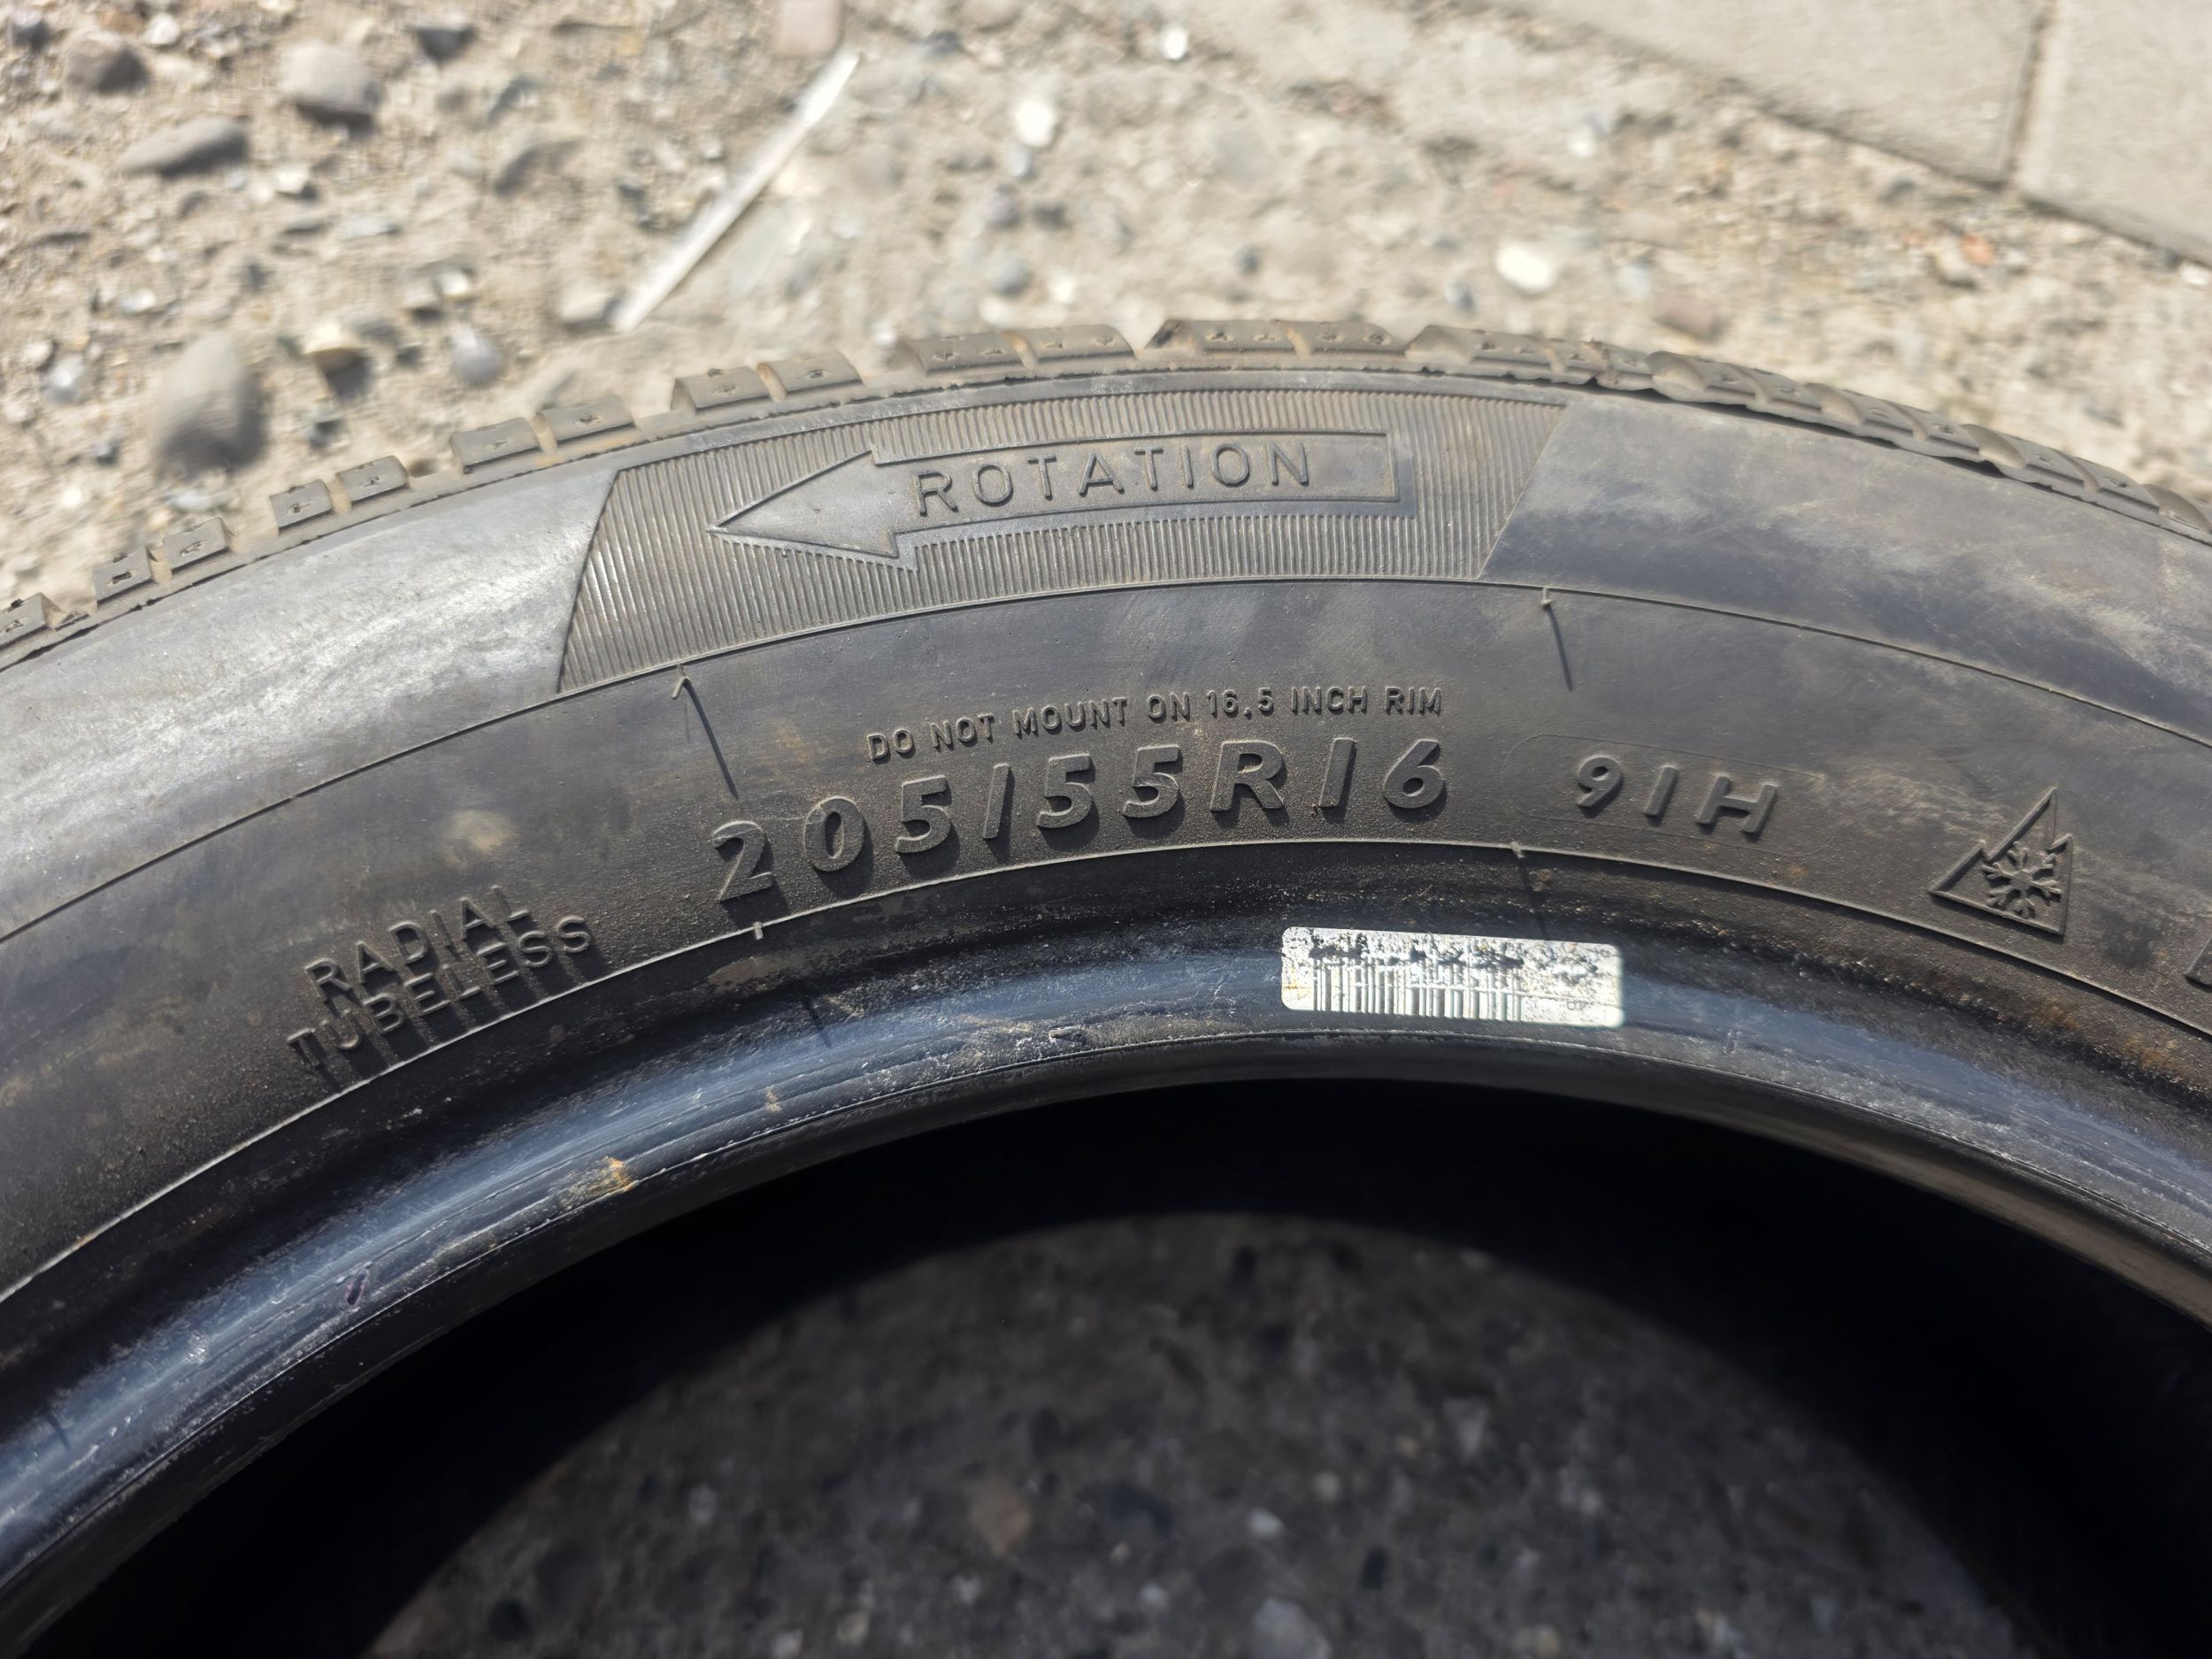 ROTATION
DO NOT MOUNT ON 16.5 INCH RIM
205/55R16 91H
RADIAL
TUBELESS